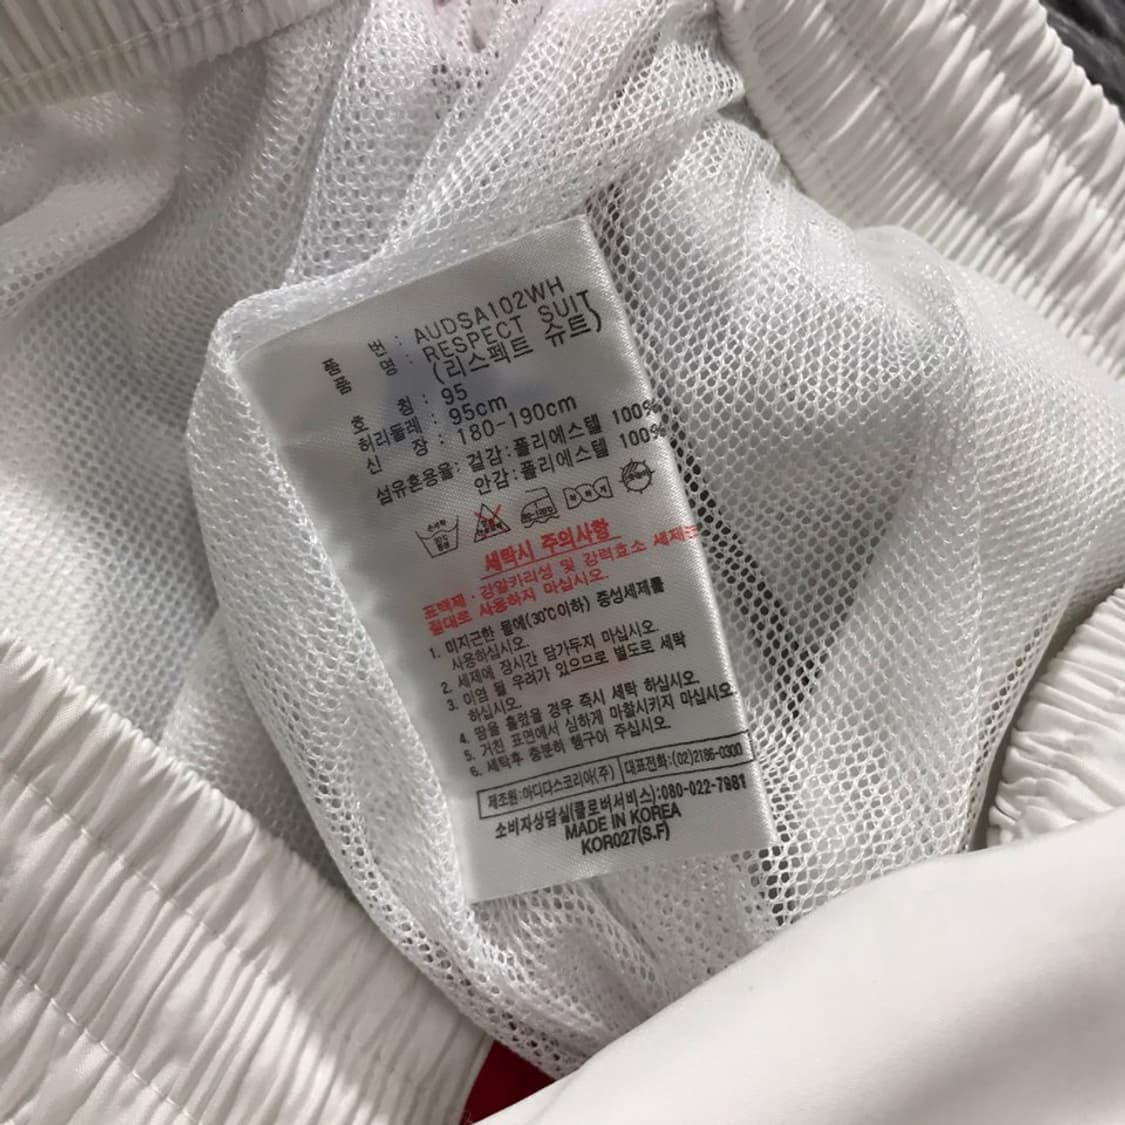 품 번 : AUDSA102WH
품 명 : RESPECT SUIT
(리스펙트 슈트)
호 칭 : 95
허리둘레 : 95cm
신 장 : 180-190cm
섬유혼용율: 겉감:폴리에스텔 100%
안감:폴리에스텔 100%
세탁시 주의사항
표백제·강알카리성 및 강력효소 세제는
절대로 사용하지 마십시오.
1. 미지근한 물에(30℃이하) 중성세제를
사용하십시오.
2. 세제에 장시간 담가두지 마십시오.
3. 이염 될 우려가 있으므로 별도로 세탁
하십시오.
4. 땀을 흘렸을 경우 즉시 세탁 하십시오.
5. 거친 표면에서 심하게 마찰시키지 마십시오.
6. 세탁후 충분히 헹구어 주십시오.
제조원:아디다스코리아(주) 대표전화:(02)2186-0300
소비자상담실(클로버서비스):080-022-7981
MADE IN KOREA
KOR027(S.F)